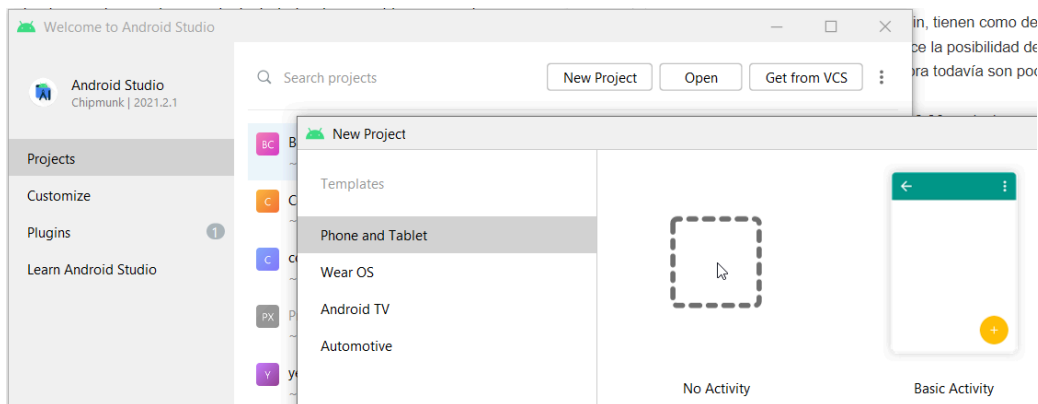 Welcome to Android Studio
in, tienen como de
ce la posibilidad de
ora todavía son poc
Android Studio
Chipmunk | 2021.2.1
Search projects
New Project
Open
Get from VCS
Projects
Customize
Plugins
1
Learn Android Studio
BC
B
C
C
C
c
PX
P
Y
ye
New Project
Templates
Phone and Tablet
Wear OS
Android TV
Automotive
No Activity
Basic Activity